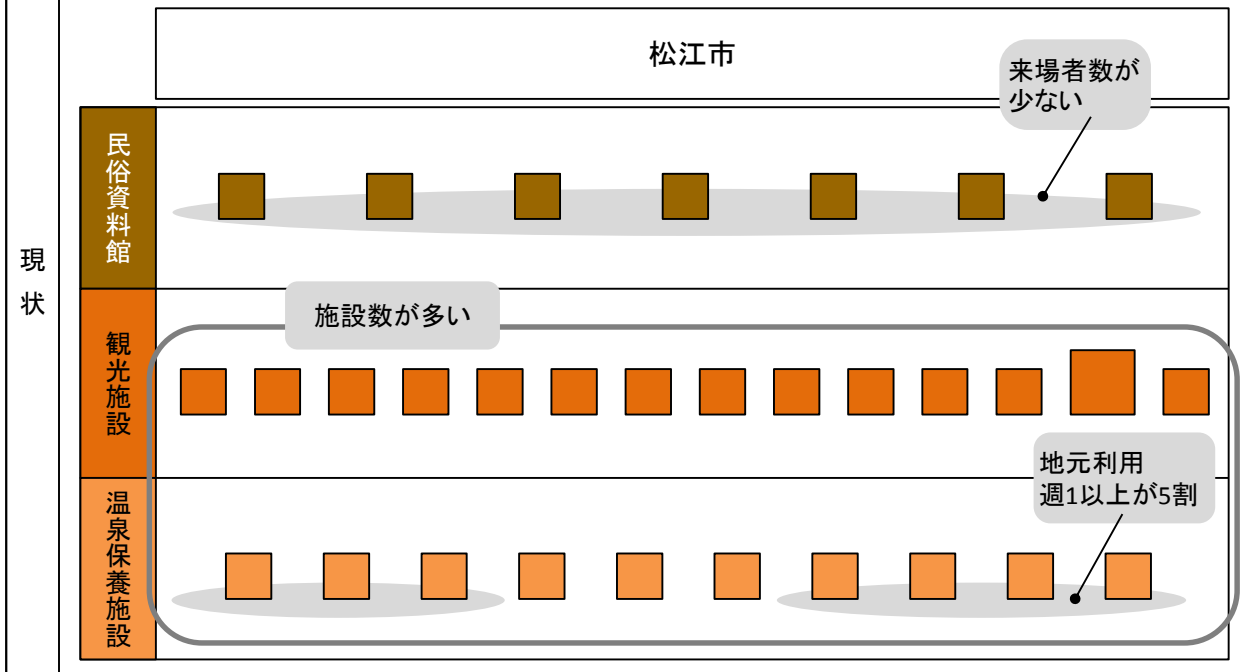 松江市
来場者数が
少ない
現状
民俗資料館
施設数が多い
観光施設
地元利用
週1以上が5割
温泉保養施設